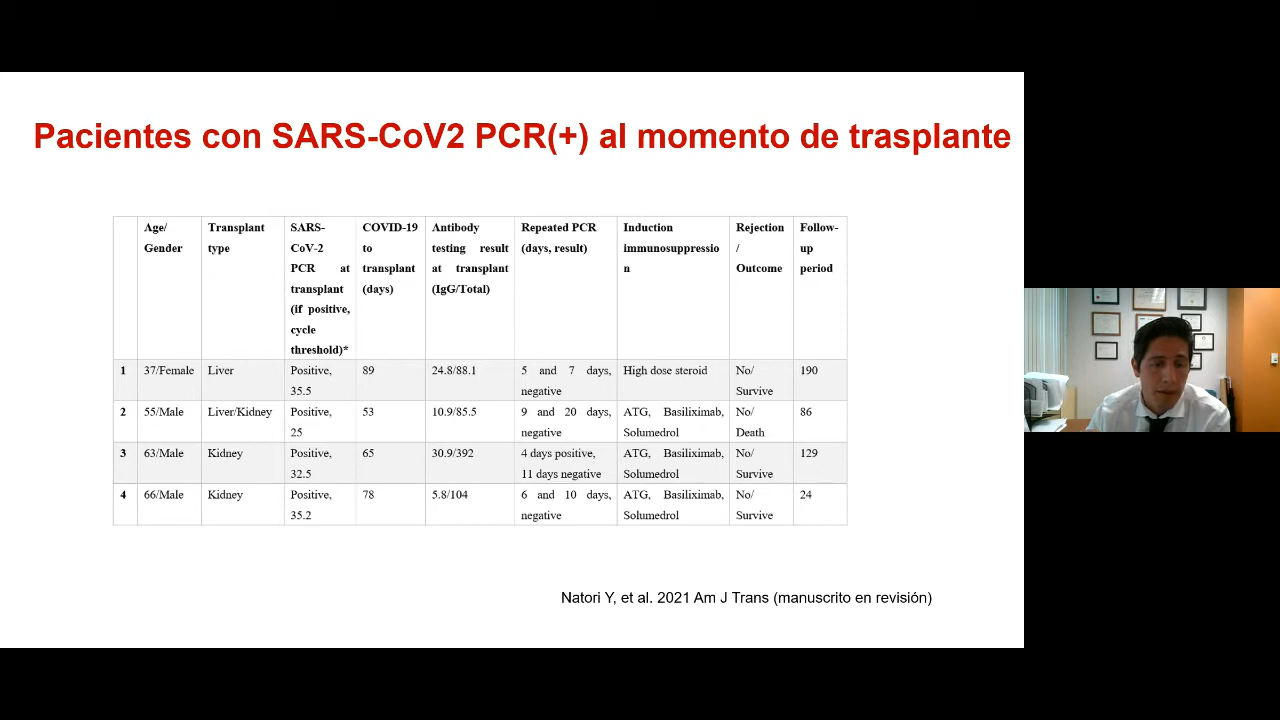 Pacientes con SARS-CoV2 PCR(+) al momento de trasplante
Age/
Gender
Transplant
type
SARS-
CoV-2
PCR at
transplant
(if positive,
cycle
threshold)*
COVID-19
to
transplant
(days)
Antibody
testing result
at transplant
(IgG/Total)
Repeated PCR
(days, result)
Induction
immunosuppressio
n
Rejection
/
Outcome
Follow-
up
period
1
37/Female
Liver
Positive,
35.5
89
24.8/88.1
5 and 7 days,
negative
High dose steroid
No/
Survive
190
2
55/Male
Liver/Kidney
Positive,
25
53
10.9/85.5
9 and 20 days,
negative
ATG, Basiliximab,
Solumedrol
No/
Death
86
3
63/Male
Kidney
Positive,
32.5
65
30.9/392
4 days positive,
11 days negative
ATG, Basiliximab,
Solumedrol
No/
Survive
129
4
66/Male
Kidney
Positive,
35.2
78
5.8/104
6 and 10 days,
negative
ATG, Basiliximab,
Solumedrol
No/
Survive
24
Natori Y, et al. 2021 Am J Trans (manuscrito en revisión)